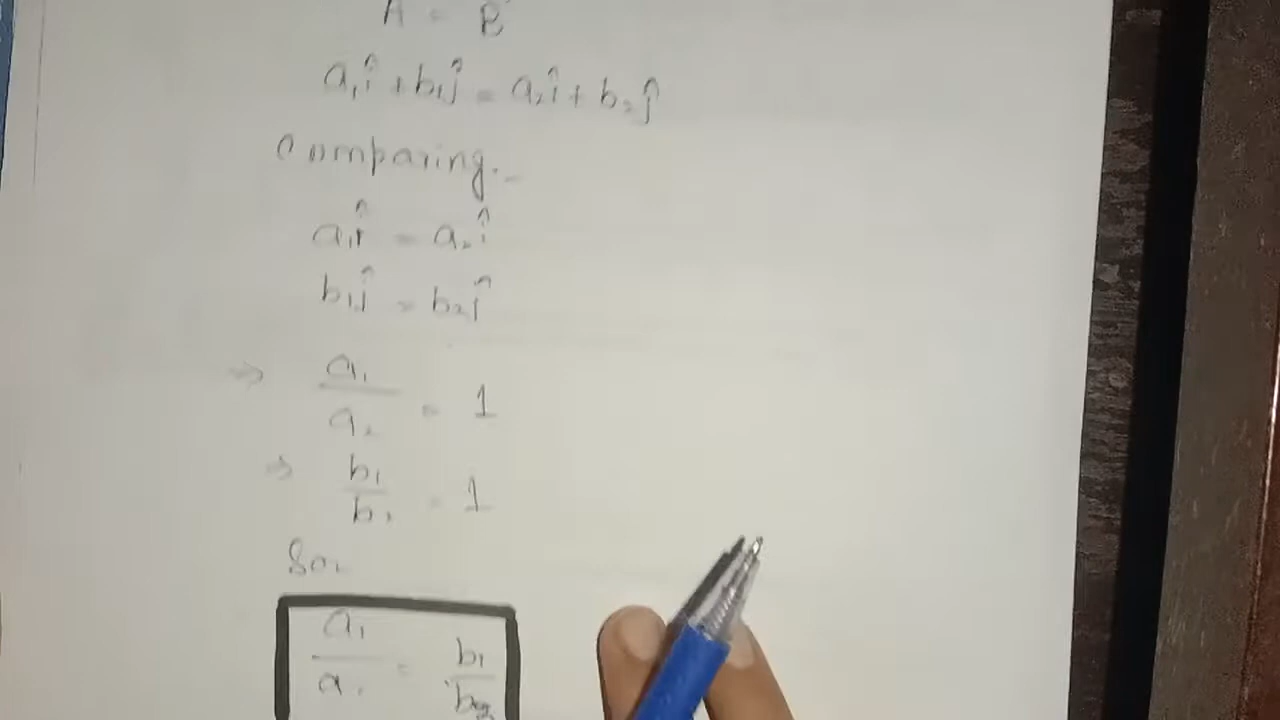 A = B
a₁î + b₁ĵ = a₂î + b₂ĵ
Comparing._
a₁î = a₂î
b₁ĵ = b₂ĵ
⇒ a₁/a₂ = 1
⇒ b₁/b₂ = 1
So,
a₁/a₂ = b₁/b₂